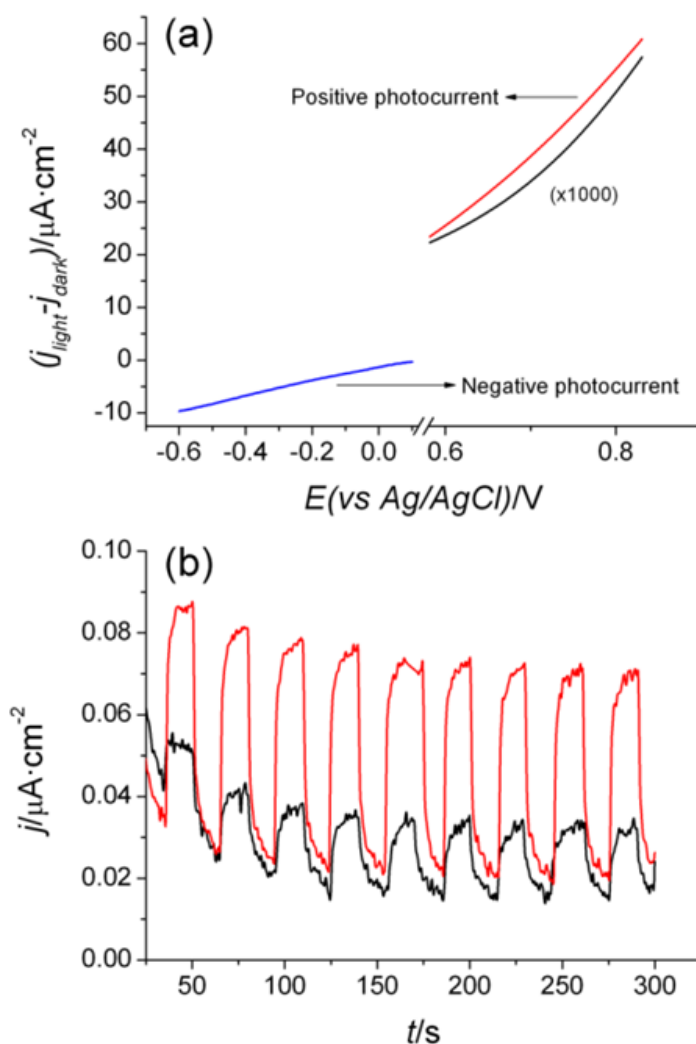 (a)
60
50
40
30
20
10
0
-10
Positive photocurrent
(x1000)
Negative photocurrent
(j_light-j_dark)/μA·cm⁻²
-0.6 -0.4 -0.2 0.0 0.6 0.8
E(vs Ag/AgCl)/V
(b)
0.10
0.08
0.06
0.04
0.02
0.00
j/μA·cm⁻²
50 100 150 200 250 300
t/s